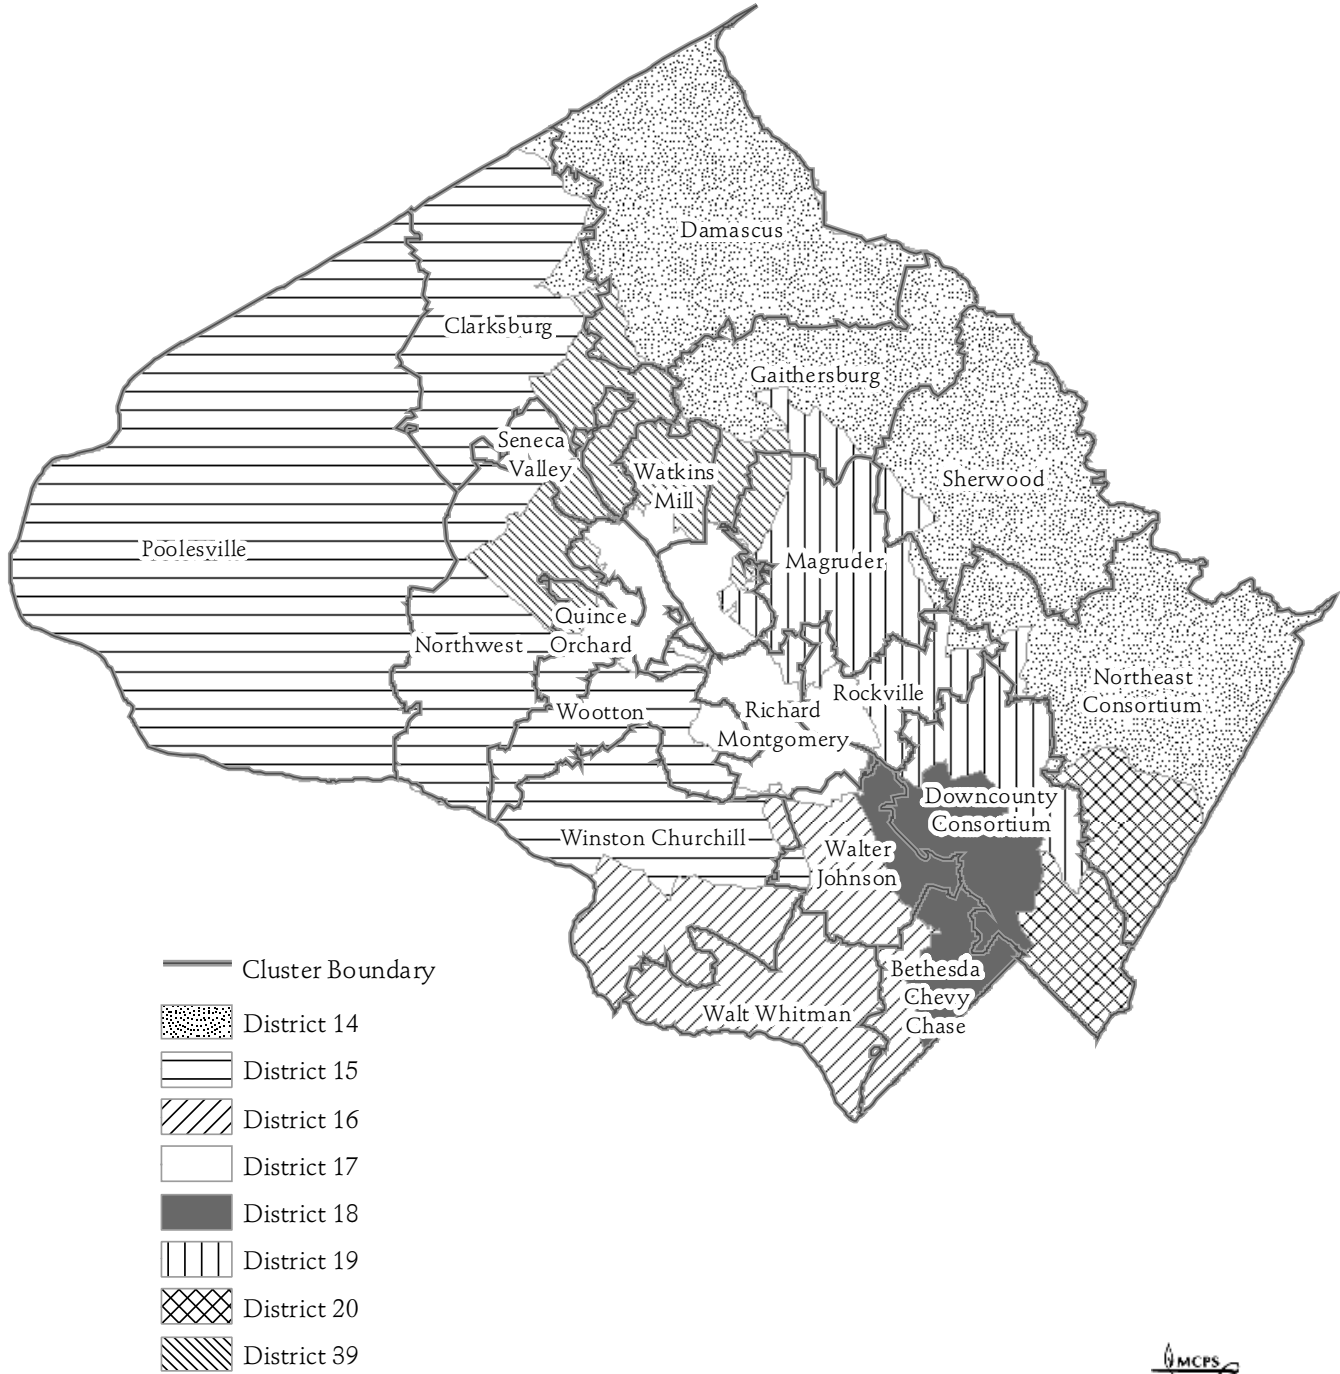 Damascus
Clarksburg
Gaithersburg
Seneca
Valley
Watkins
Mill
Sherwood
Poolesville
Magruder
Quince
Orchard
Northwest
Northeast
Consortium
Rockville
Wootton
Richard
Montgomery
Downcounty
Consortium
Winston Churchill
Walter
Johnson
Bethesda
Chevy
Chase
Walt Whitman
Cluster Boundary
District 14
District 15
District 16
District 17
District 18
District 19
District 20
District 39
MCPS